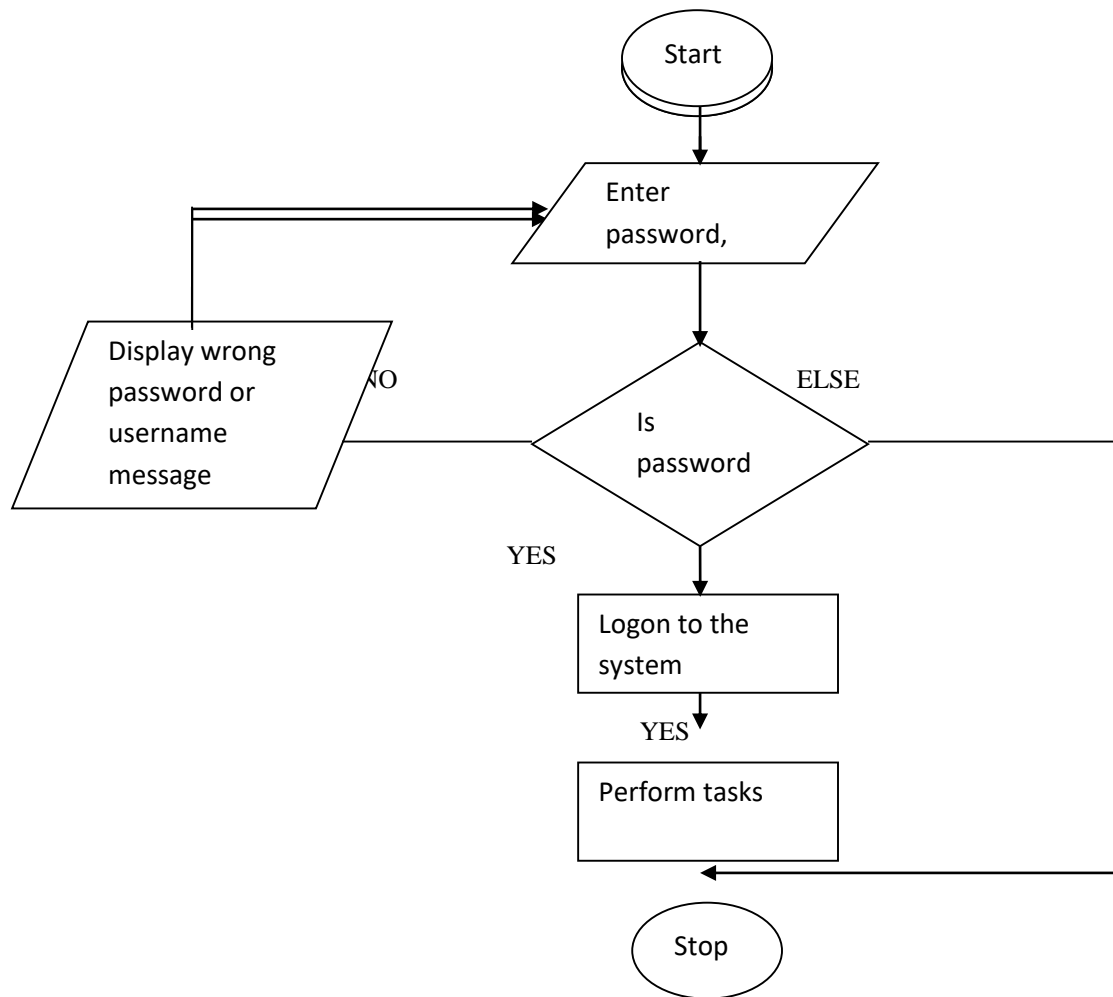 Start
Enter
password,
Display wrong
password or
username
message
NO
ELSE
Is
password
YES
Logon to the
system
YES
Perform tasks
Stop